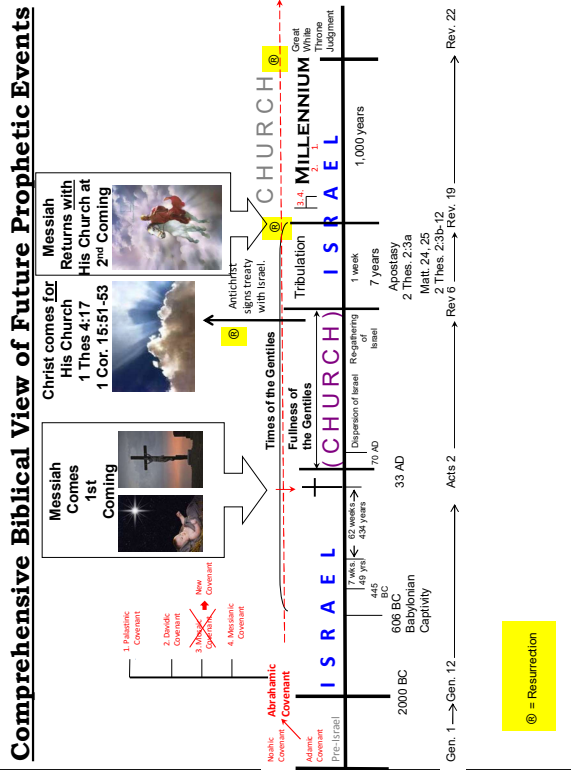 Comprehensive Biblical View of Future Prophetic Events
Messiah
Comes
1st
Coming
Christ comes for
His Church
1 Thes 4:17
1 Cor. 15:51-53
Messiah
Returns with
His Church at
2nd Coming
1. Palastinic
Covenant
2. Davidic
Covenant
3. Mosaic
Covenant
New
Covenant
4. Messianic
Covenant
Abrahamic
Covenant
Noahic
Covenant
Adamic
Covenant
Pre-Israel
I S R A E L
Times of the Gentiles
Fullness of
the Gentiles
( C H U R C H )
®
Antichrist
signs treaty
with Israel.
Tribulation
®
C H U R C H
®
3. 4.
MILLENNIUM
2. 1.
I S R A E L
Great
White
Throne
Judgment
2000 BC
606 BC
Babylonian
Captivity
445
BC
7 wks.
49 yrs
62 weeks
434 years
33 AD
70 AD
Dispersion of Israel
Re-gathering
of
Israel
1 week
7 years
1,000 years
Apostasy
2 Thes. 2:3a
Matt. 24, 25
2 Thes. 2:3b-12
Gen. 1
Gen. 12
Acts 2
Rev 6
Rev. 19
Rev. 22
® = Resurrection